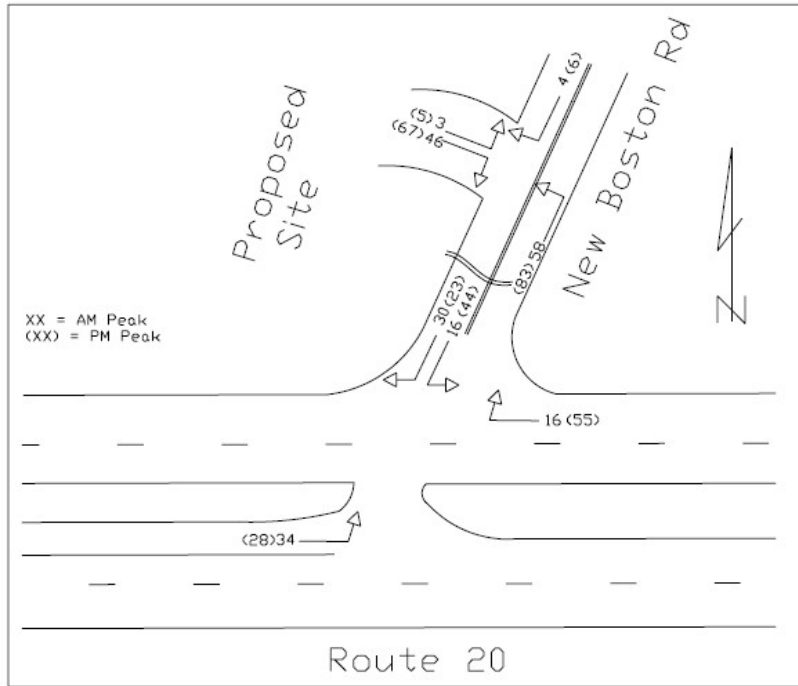 4(6)
(5)3
(67)46
New Boston Rd
Proposed
Site
(83)58
30(23)
16(44)
XX = AM Peak
(XX) = PM Peak
N
16(55)
(28)34
Route 20